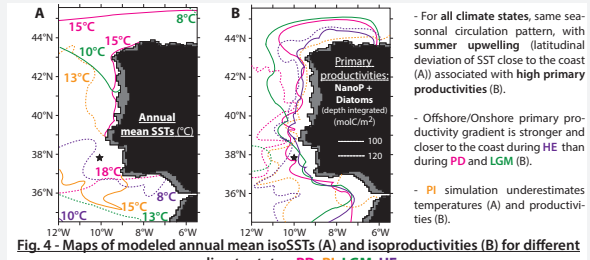 A
15°C
8°C
15°C
10°C
13°C
44°N
42°N
40°N
38°N
36°N
Annual
mean SSTs (°C)
18°C
8°C
15°C
10°C
13°C
12°W
10°W
8°W
6°W
B
44°N
42°N
40°N
38°N
36°N
Primary
productivities:
NanoP +
Diatoms
(depth integrated)
(molC/m²)
100
120
12°W
10°W
8°W
6°W
- For all climate states, same sea-
sonnal circulation pattern, with
summer upwelling (latitudinal
deviation of SST close to the coast
(A)) associated with high primary
productivities (B).
- Offshore/Onshore primary pro-
ductivity gradient is stronger and
closer to the coast during HE than
during PD and LGM (B).
- PI simulation underestimates
temperatures (A) and productivi-
ties (B).
Fig. 4 - Maps of modeled annual mean isoSSTs (A) and isoproductivities (B) for different